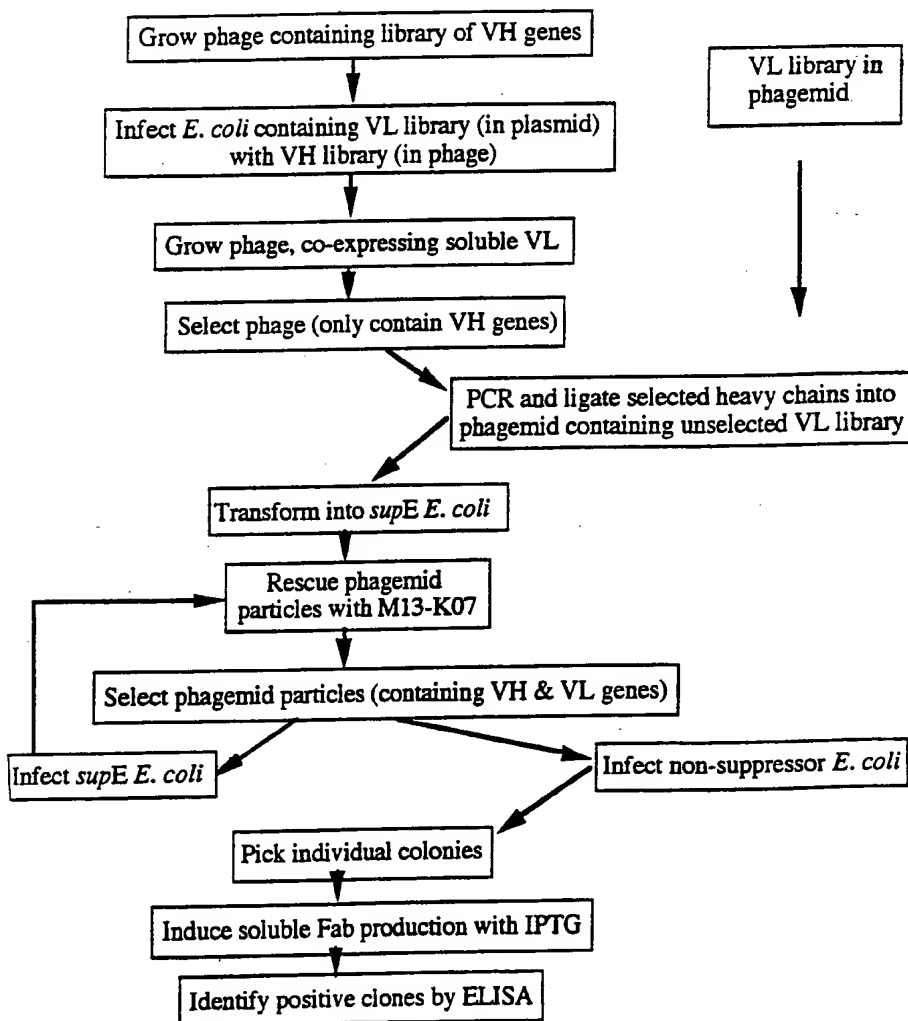 Grow phage containing library of VH genes
VL library in
phagemid
Infect E. coli containing VL library (in plasmid)
with VH library (in phage)
Grow phage, co-expressing soluble VL
Select phage (only contain VH genes)
PCR and ligate selected heavy chains into
phagemid containing unselected VL library
Transform into supE E. coli
Rescue phagemid
particles with M13-K07
Select phagemid particles (containing VH & VL genes)
Infect supE E. coli
Infect non-suppressor E. coli
Pick individual colonies
Induce soluble Fab production with IPTG
Identify positive clones by ELISA